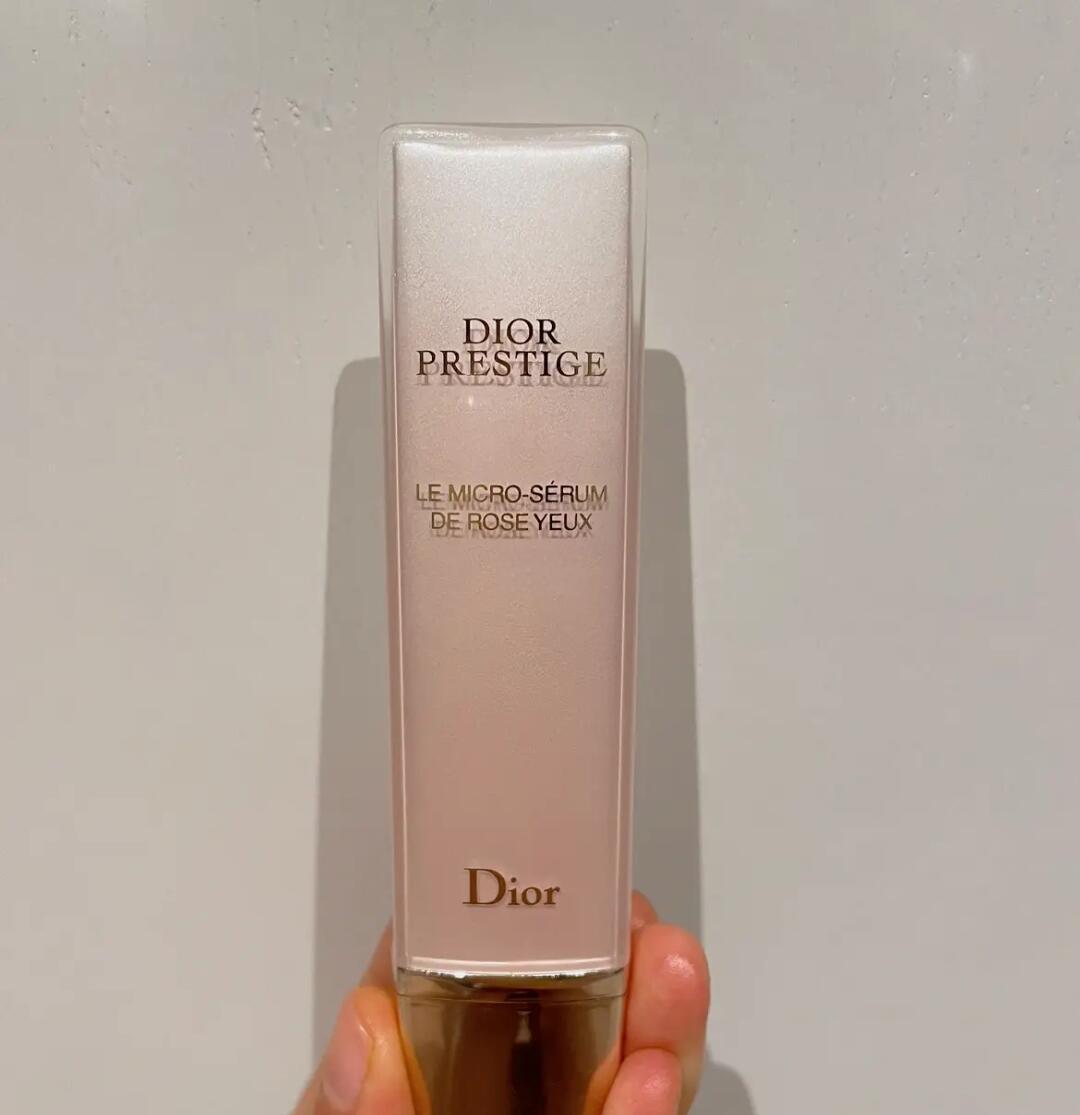 DIOR
PRESTIGE
LE MICRO-SÉRUM
DE ROSE YEUX
Dior